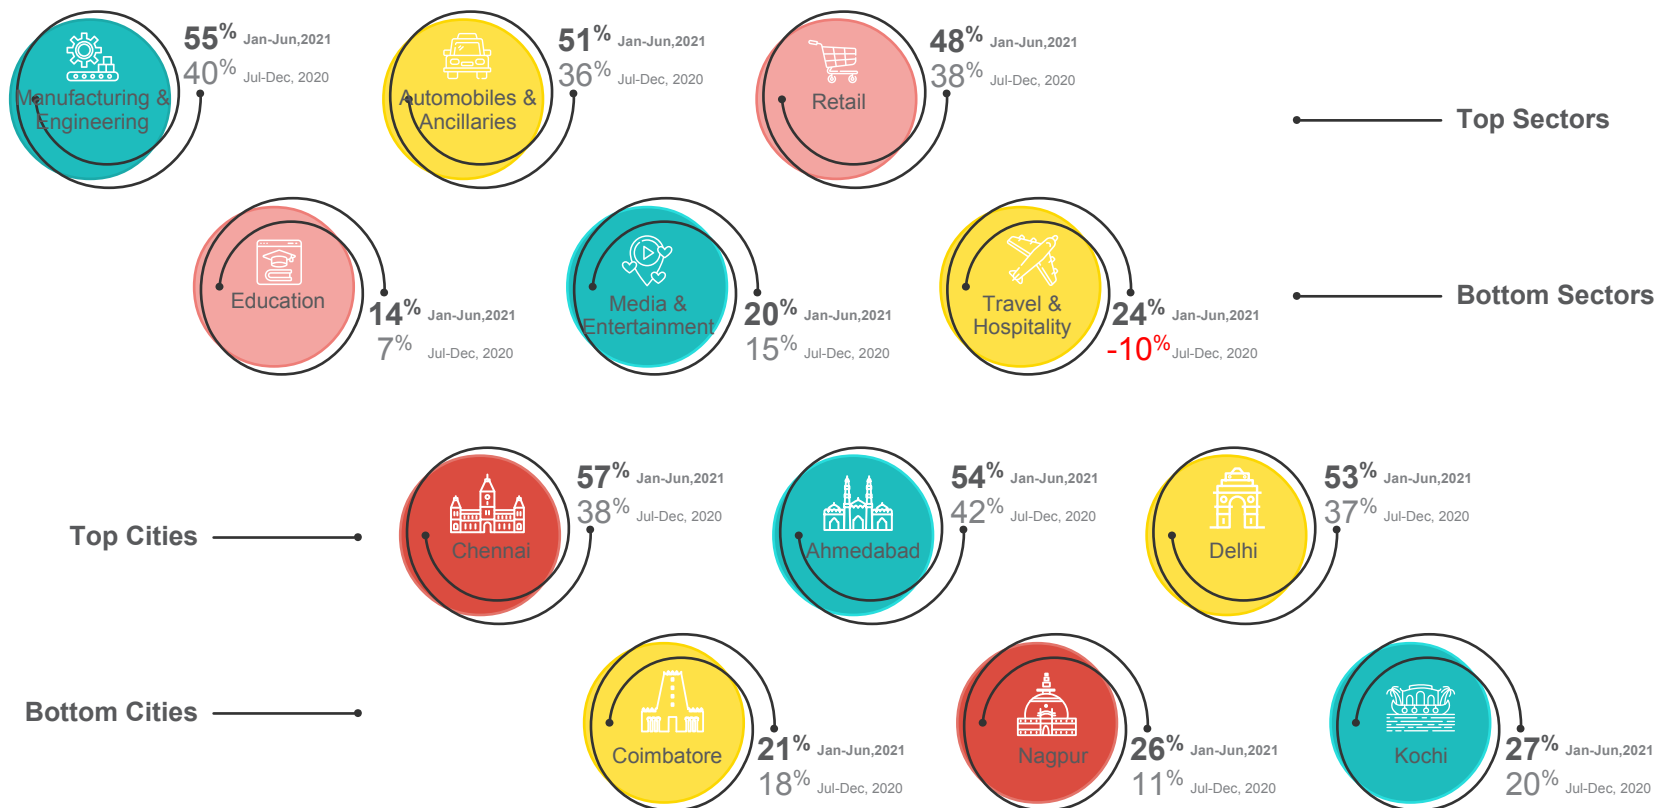 55% Jan-Jun,2021
40% Jul-Dec, 2020
Manufacturing &
Engineering
51% Jan-Jun,2021
36% Jul-Dec, 2020
Automobiles &
Ancillaries
48% Jan-Jun,2021
38% Jul-Dec, 2020
Retail
Top Sectors
Education
14% Jan-Jun,2021
7% Jul-Dec, 2020
Media &
Entertainment
20% Jan-Jun,2021
15% Jul-Dec, 2020
Travel &
Hospitality
24% Jan-Jun,2021
-10% Jul-Dec, 2020
Bottom Sectors
Top Cities
57% Jan-Jun,2021
38% Jul-Dec, 2020
Chennai
54% Jan-Jun,2021
42% Jul-Dec, 2020
Ahmedabad
53% Jan-Jun,2021
37% Jul-Dec, 2020
Delhi
Bottom Cities
Coimbatore
21% Jan-Jun,2021
18% Jul-Dec, 2020
Nagpur
26% Jan-Jun,2021
11% Jul-Dec, 2020
Kochi
27% Jan-Jun,2021
20% Jul-Dec, 2020